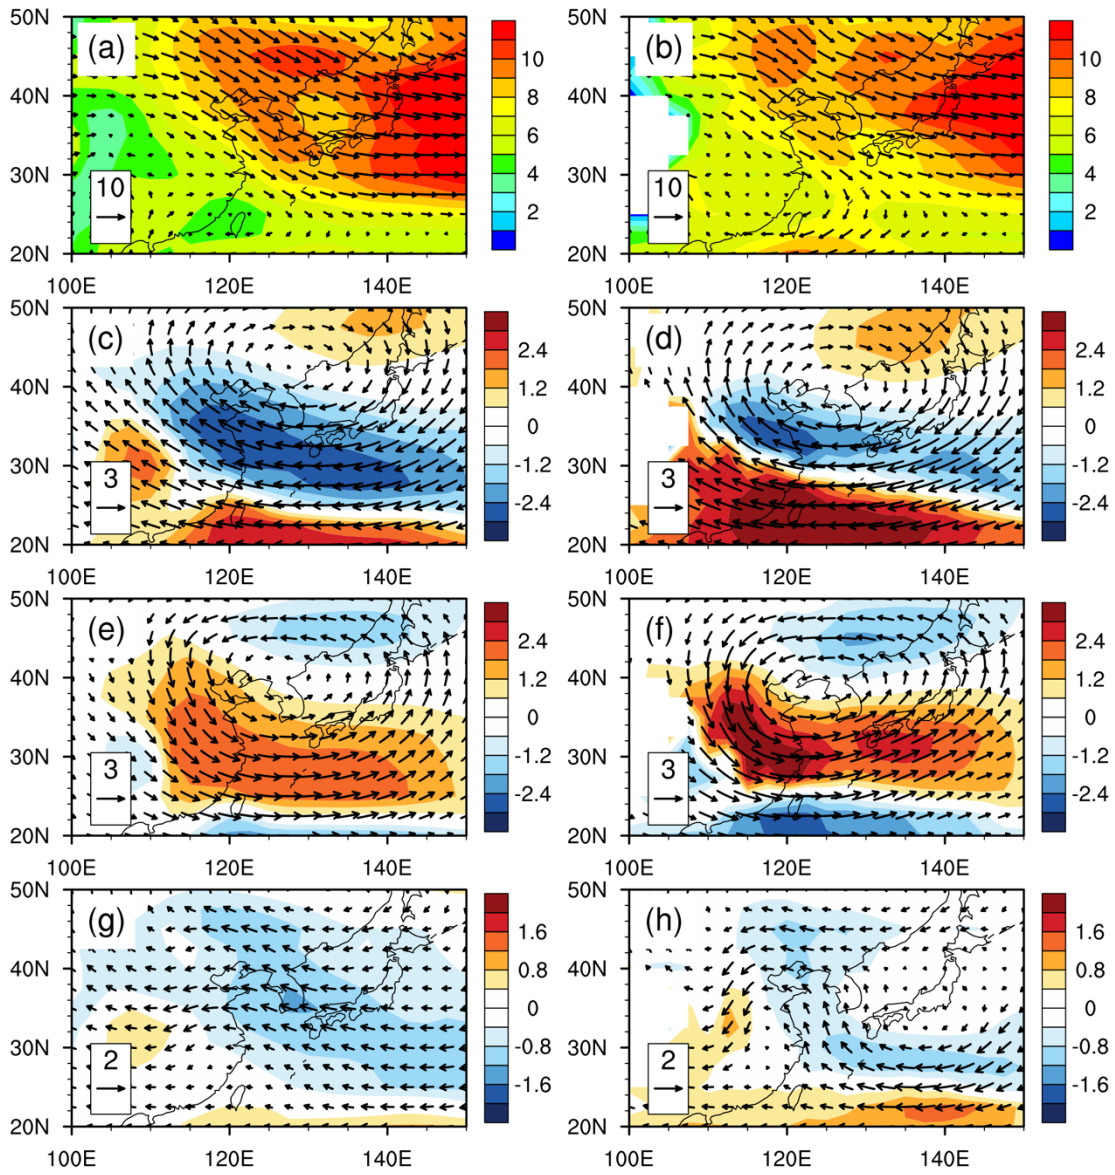 50N
40N
30N
20N
(a)
10
100E 120E 140E
10
8
6
4
2
50N
40N
30N
20N
(b)
10
100E 120E 140E
10
8
6
4
2
50N
40N
30N
20N
(c)
3
100E 120E 140E
2.4
1.2
0
-1.2
-2.4
50N
40N
30N
20N
(d)
3
100E 120E 140E
2.4
1.2
0
-1.2
-2.4
50N
40N
30N
20N
(e)
3
100E 120E 140E
2.4
1.2
0
-1.2
-2.4
50N
40N
30N
20N
(f)
3
100E 120E 140E
2.4
1.2
0
-1.2
-2.4
50N
40N
30N
20N
(g)
2
100E 120E 140E
1.6
0.8
0
-0.8
-1.6
50N
40N
30N
20N
(h)
2
100E 120E 140E
1.6
0.8
0
-0.8
-1.6